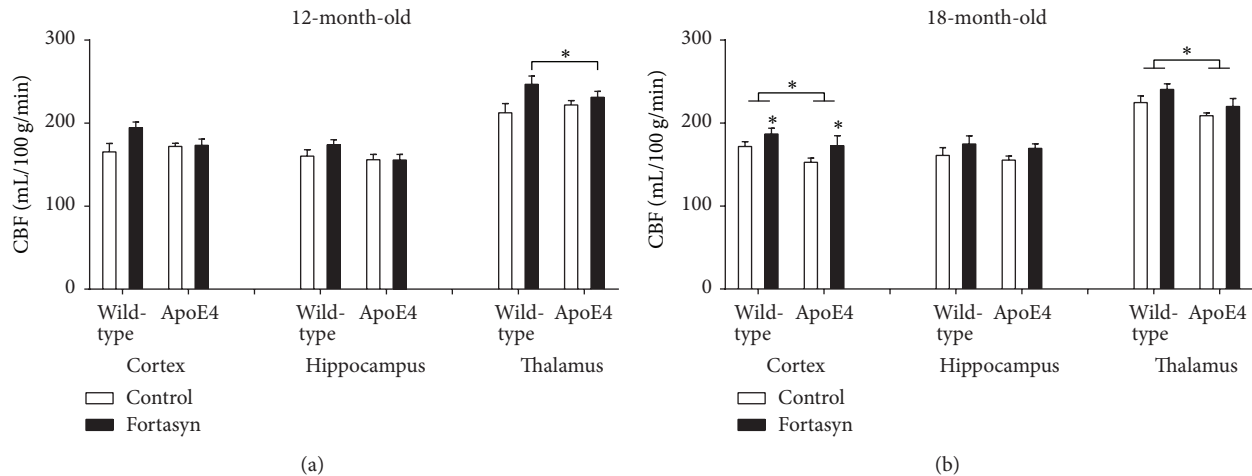 12-month-old
CBF (mL/100 g/min)
300
200
100
0
*
Wild-
type
ApoE4
Wild-
type
ApoE4
Wild-
type
ApoE4
Cortex
Hippocampus
Thalamus
Control
Fortasyn
(a)
18-month-old
CBF (mL/100 g/min)
300
200
100
0
*
*
*
*
Wild-
type
ApoE4
Wild-
type
ApoE4
Wild-
type
ApoE4
Cortex
Hippocampus
Thalamus
Control
Fortasyn
(b)